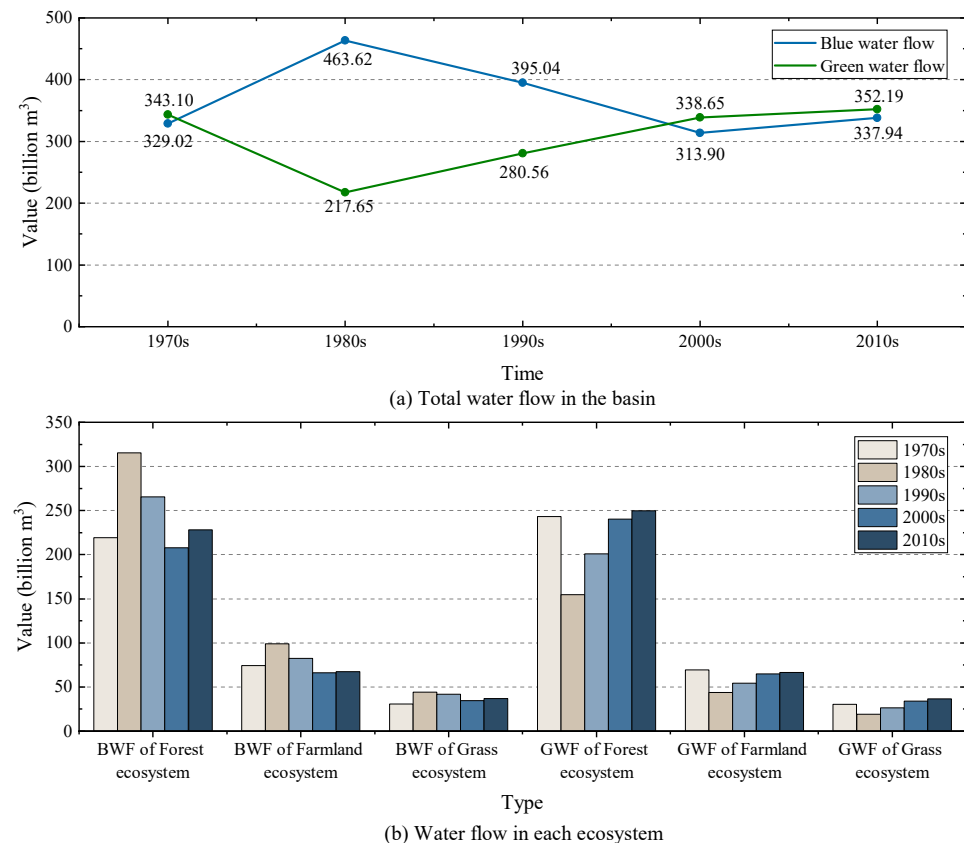 500
400
300
200
100
0
Value (billion m³)
Blue water flow
Green water flow
343.10
329.02
463.62
217.65
395.04
280.56
338.65
313.90
352.19
337.94
1970s 1980s 1990s 2000s 2010s
Time
(a) Total water flow in the basin
350
300
250
200
150
100
50
0
Value (billion m³)
1970s
1980s
1990s
2000s
2010s
BWF of Forest BWF of Farmland BWF of Grass GWF of Forest GWF of Farmland GWF of Grass
ecosystem ecosystem ecosystem ecosystem ecosystem ecosystem
Type
(b) Water flow in each ecosystem